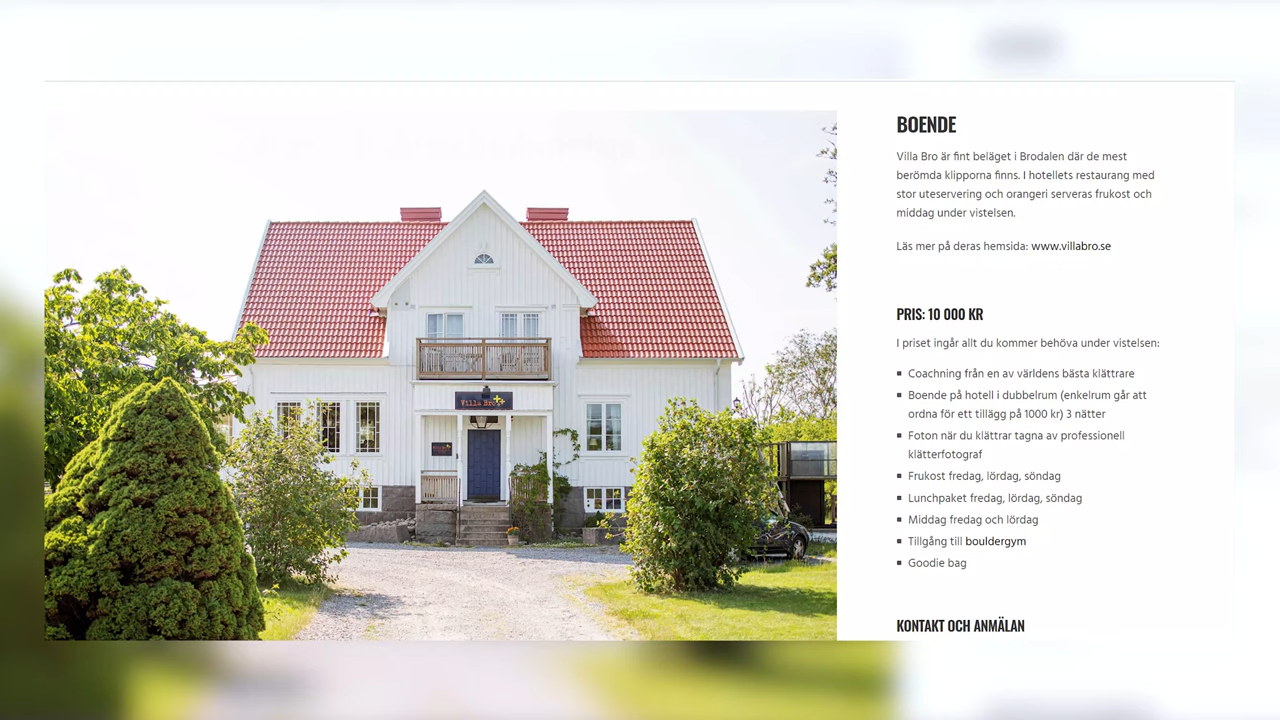 Villa Bro
BOENDE
Villa Bro är fint beläget i Brodalen där de mest
berömda klipporna finns. I hotellets restaurang med
stor uteservering och orangeri serveras frukost och
middag under vistelsen.
Läs mer på deras hemsida: www.villabro.se
PRIS: 10 000 KR
I priset ingår allt du kommer behöva under vistelsen:
Coachning från en av världens bästa klättrare
Boende på hotell i dubbelrum (enkelrum går att
ordna för ett tillägg på 1000 kr) 3 nätter
Foton när du klättrar tagna av professionell
klätterfotograf
Frukost fredag, lördag, söndag
Lunchpaket fredag, lördag, söndag
Middag fredag och lördag
Tillgång till bouldergym
Goodie bag
KONTAKT OCH ANMÄLAN